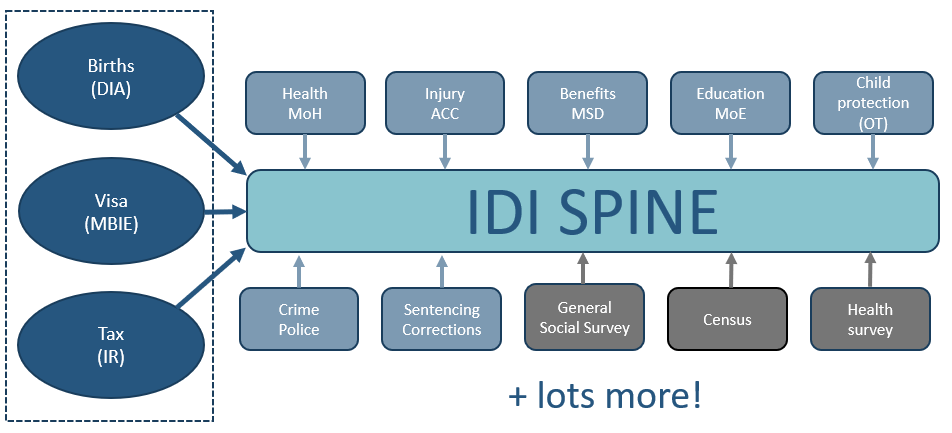 Births
(DIA)
Visa
(MBIE)
Tax
(IR)
Health
MoH
Injury
ACC
Benefits
MSD
Education
MoE
Child
protection
(OT)
IDI SPINE
Crime
Police
Sentencing
Corrections
General
Social Survey
Census
Health
survey
+ lots more!